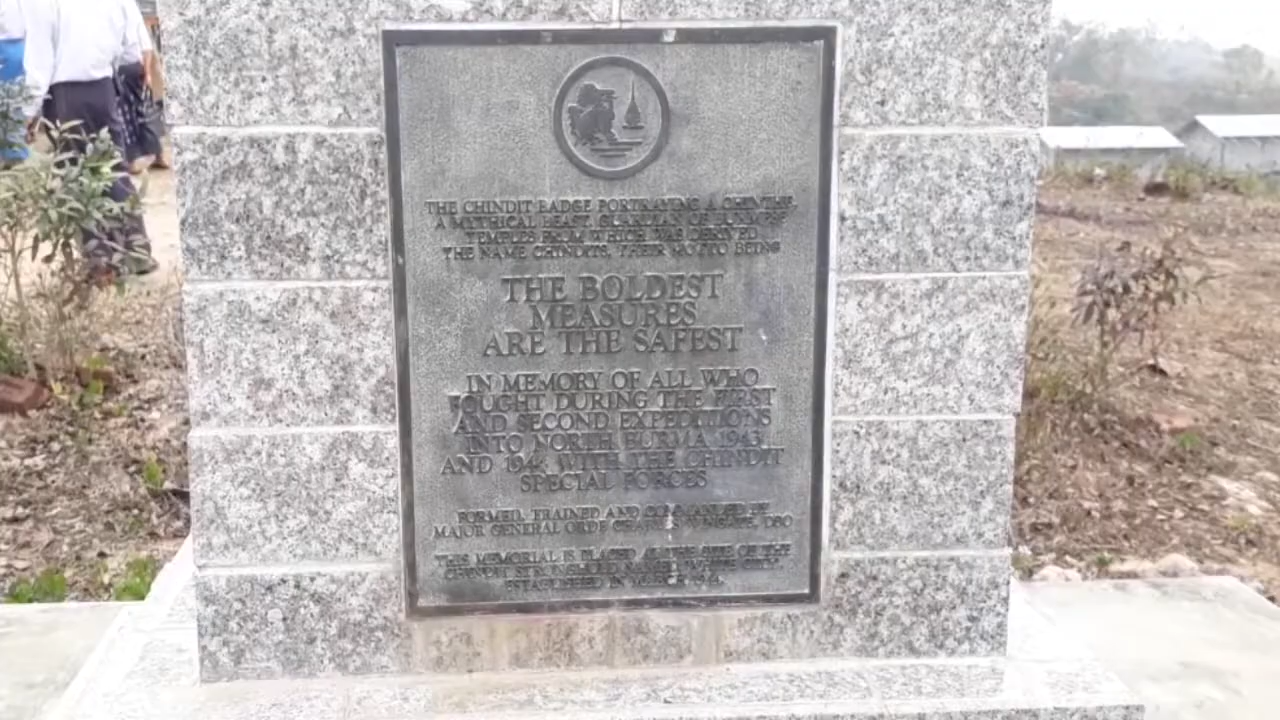 THE CHINDIT BADGE PORTRAYING A CHINTHE
A MYTHICAL BEAST, GUARDIAN OF BURMESE
TEMPLES FROM WHICH WAS DERIVED
THE NAME CHINDITS, THEIR MOTTO BEING
THE BOLDEST
MEASURES
ARE THE SAFEST
IN MEMORY OF ALL WHO
FOUGHT DURING THE FIRST
AND SECOND EXPEDITIONS
INTO NORTH BURMA 1943
AND 1944 WITH THE CHINDIT
SPECIAL FORCES
FORMED, TRAINED AND COMMANDED BY
MAJOR GENERAL ORDE CHARLES WINGATE, DSO
THIS MEMORIAL IS PLACED AT THE SITE OF THE
CHINDIT STRONGHOLD NAMED "WHITE CITY"
ESTABLISHED IN MARCH 1944